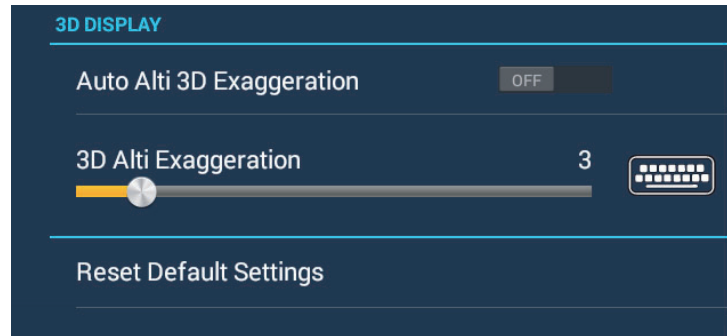 3D DISPLAY
Auto Alti 3D Exaggeration OFF
3D Alti Exaggeration 3
Reset Default Settings